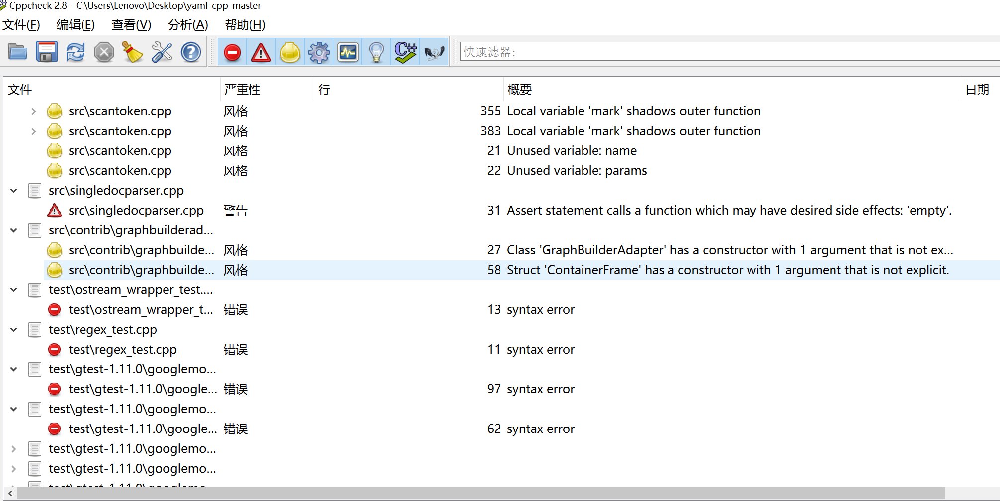 Cppcheck 2.8 - C:\Users\Lenovo\Desktop\yaml-cpp-master
文件(F) 编辑(E) 查看(V) 分析(A) 帮助(H)
快速滤器:
文件 严重性 行 概要 日期
src\scantoken.cpp 风格 355 Local variable 'mark' shadows outer function
src\scantoken.cpp 风格 383 Local variable 'mark' shadows outer function
src\scantoken.cpp 风格 21 Unused variable: name
src\scantoken.cpp 风格 22 Unused variable: params
src\singledocparser.cpp
src\singledocparser.cpp 警告 31 Assert statement calls a function which may have desired side effects: 'empty'.
src\contrib\graphbuilderad...
src\contrib\graphbuilde... 风格 27 Class 'GraphBuilderAdapter' has a constructor with 1 argument that is not ex...
src\contrib\graphbuilde... 风格 58 Struct 'ContainerFrame' has a constructor with 1 argument that is not explicit.
test\ostream_wrapper_test....
test\ostream_wrapper_t... 错误 13 syntax error
test\regex_test.cpp
test\regex_test.cpp 错误 11 syntax error
test\gtest-1.11.0\googlemo...
test\gtest-1.11.0\google... 错误 97 syntax error
test\gtest-1.11.0\googlemo...
test\gtest-1.11.0\google... 错误 62 syntax error
test\gtest-1.11.0\googlemo...
test\gtest-1.11.0\googlemo...